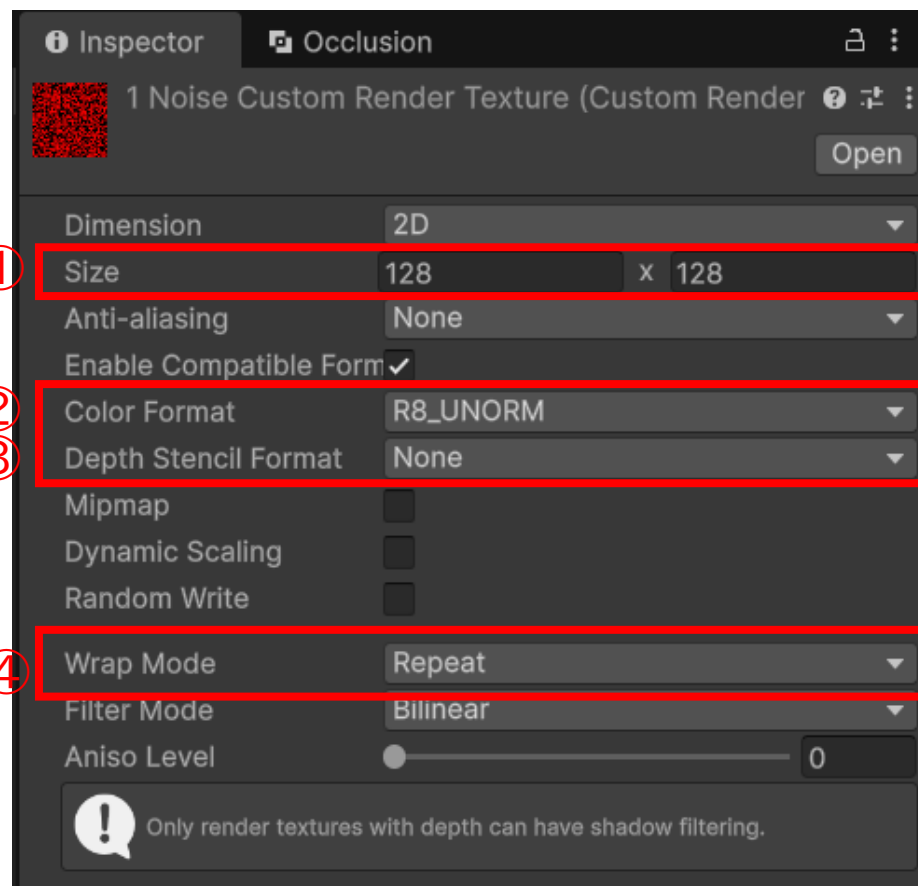 Inspector Occlusion
1 Noise Custom Render Texture (Custom Render
Open
Dimension 2D
① Size 128 x 128
Anti-aliasing None
Enable Compatible Form
② Color Format R8_UNORM
③ Depth Stencil Format None
Mipmap
Dynamic Scaling
Random Write
④ Wrap Mode Repeat
Filter Mode Bilinear
Aniso Level 0
Only render textures with depth can have shadow filtering.